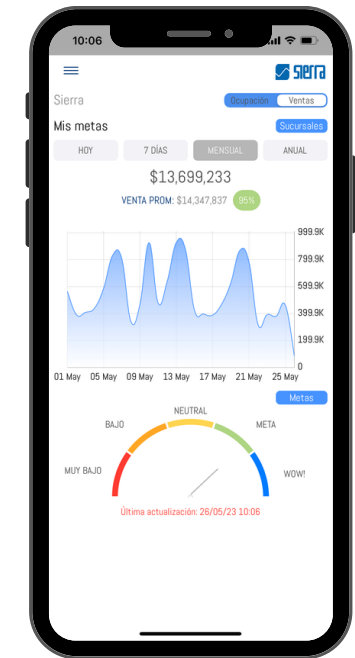 10:06
sierra
Sierra
Ocupación Ventas
Mis metas
Sucursales
HOY 7 DÍAS MENSUAL ANUAL
$13,699,233
VENTA PROM: $14,347,837 95%
999.9K
799.9K
599.9K
399.9K
199.9K
0
01 May 05 May 09 May 13 May 17 May 21 May 25 May
Metas
NEUTRAL
BAJO META
MUY BAJO WOW!
Última actualización: 26/05/23 10:06